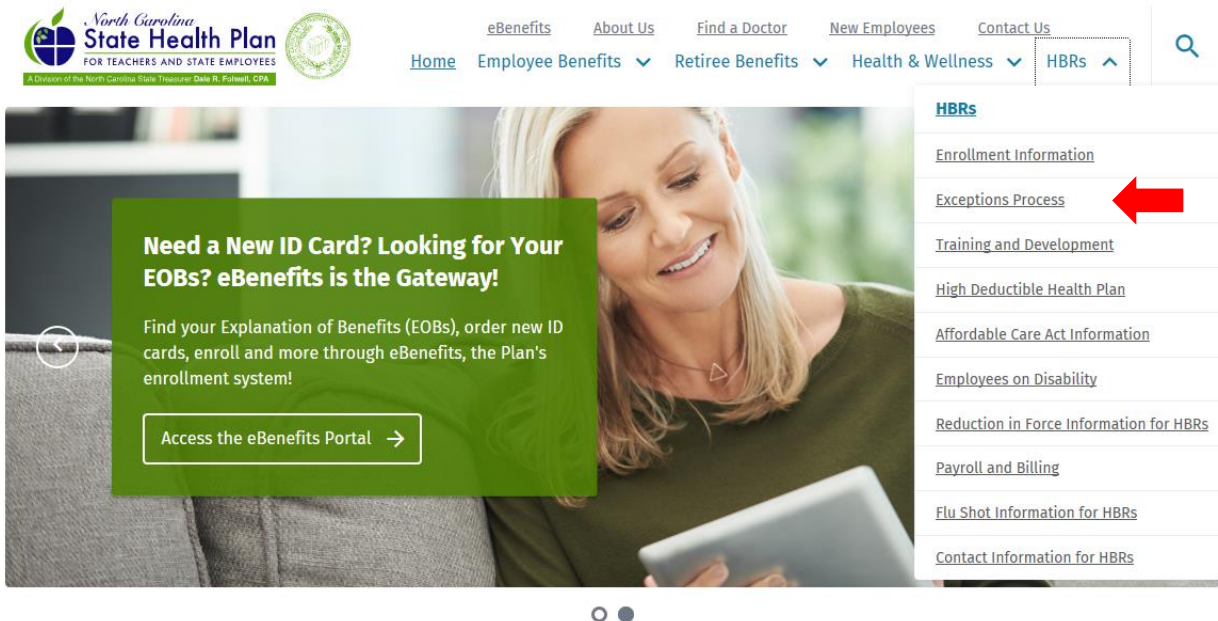 North Carolina
State Health Plan
FOR TEACHERS AND STATE EMPLOYEES
A Division of the North Carolina State Treasurer Dale R. Folwell, CPA
eBenefits About Us Find a Doctor New Employees Contact Us
Home Employee Benefits Retiree Benefits Health & Wellness HBRs
HBRs
Enrollment Information
Exceptions Process
Training and Development
High Deductible Health Plan
Affordable Care Act Information
Employees on Disability
Reduction in Force Information for HBRs
Payroll and Billing
Flu Shot Information for HBRs
Contact Information for HBRs
Need a New ID Card? Looking for Your
EOBs? eBenefits is the Gateway!
Find your Explanation of Benefits (EOBs), order new ID
cards, enroll and more through eBenefits, the Plan's
enrollment system!
Access the eBenefits Portal →